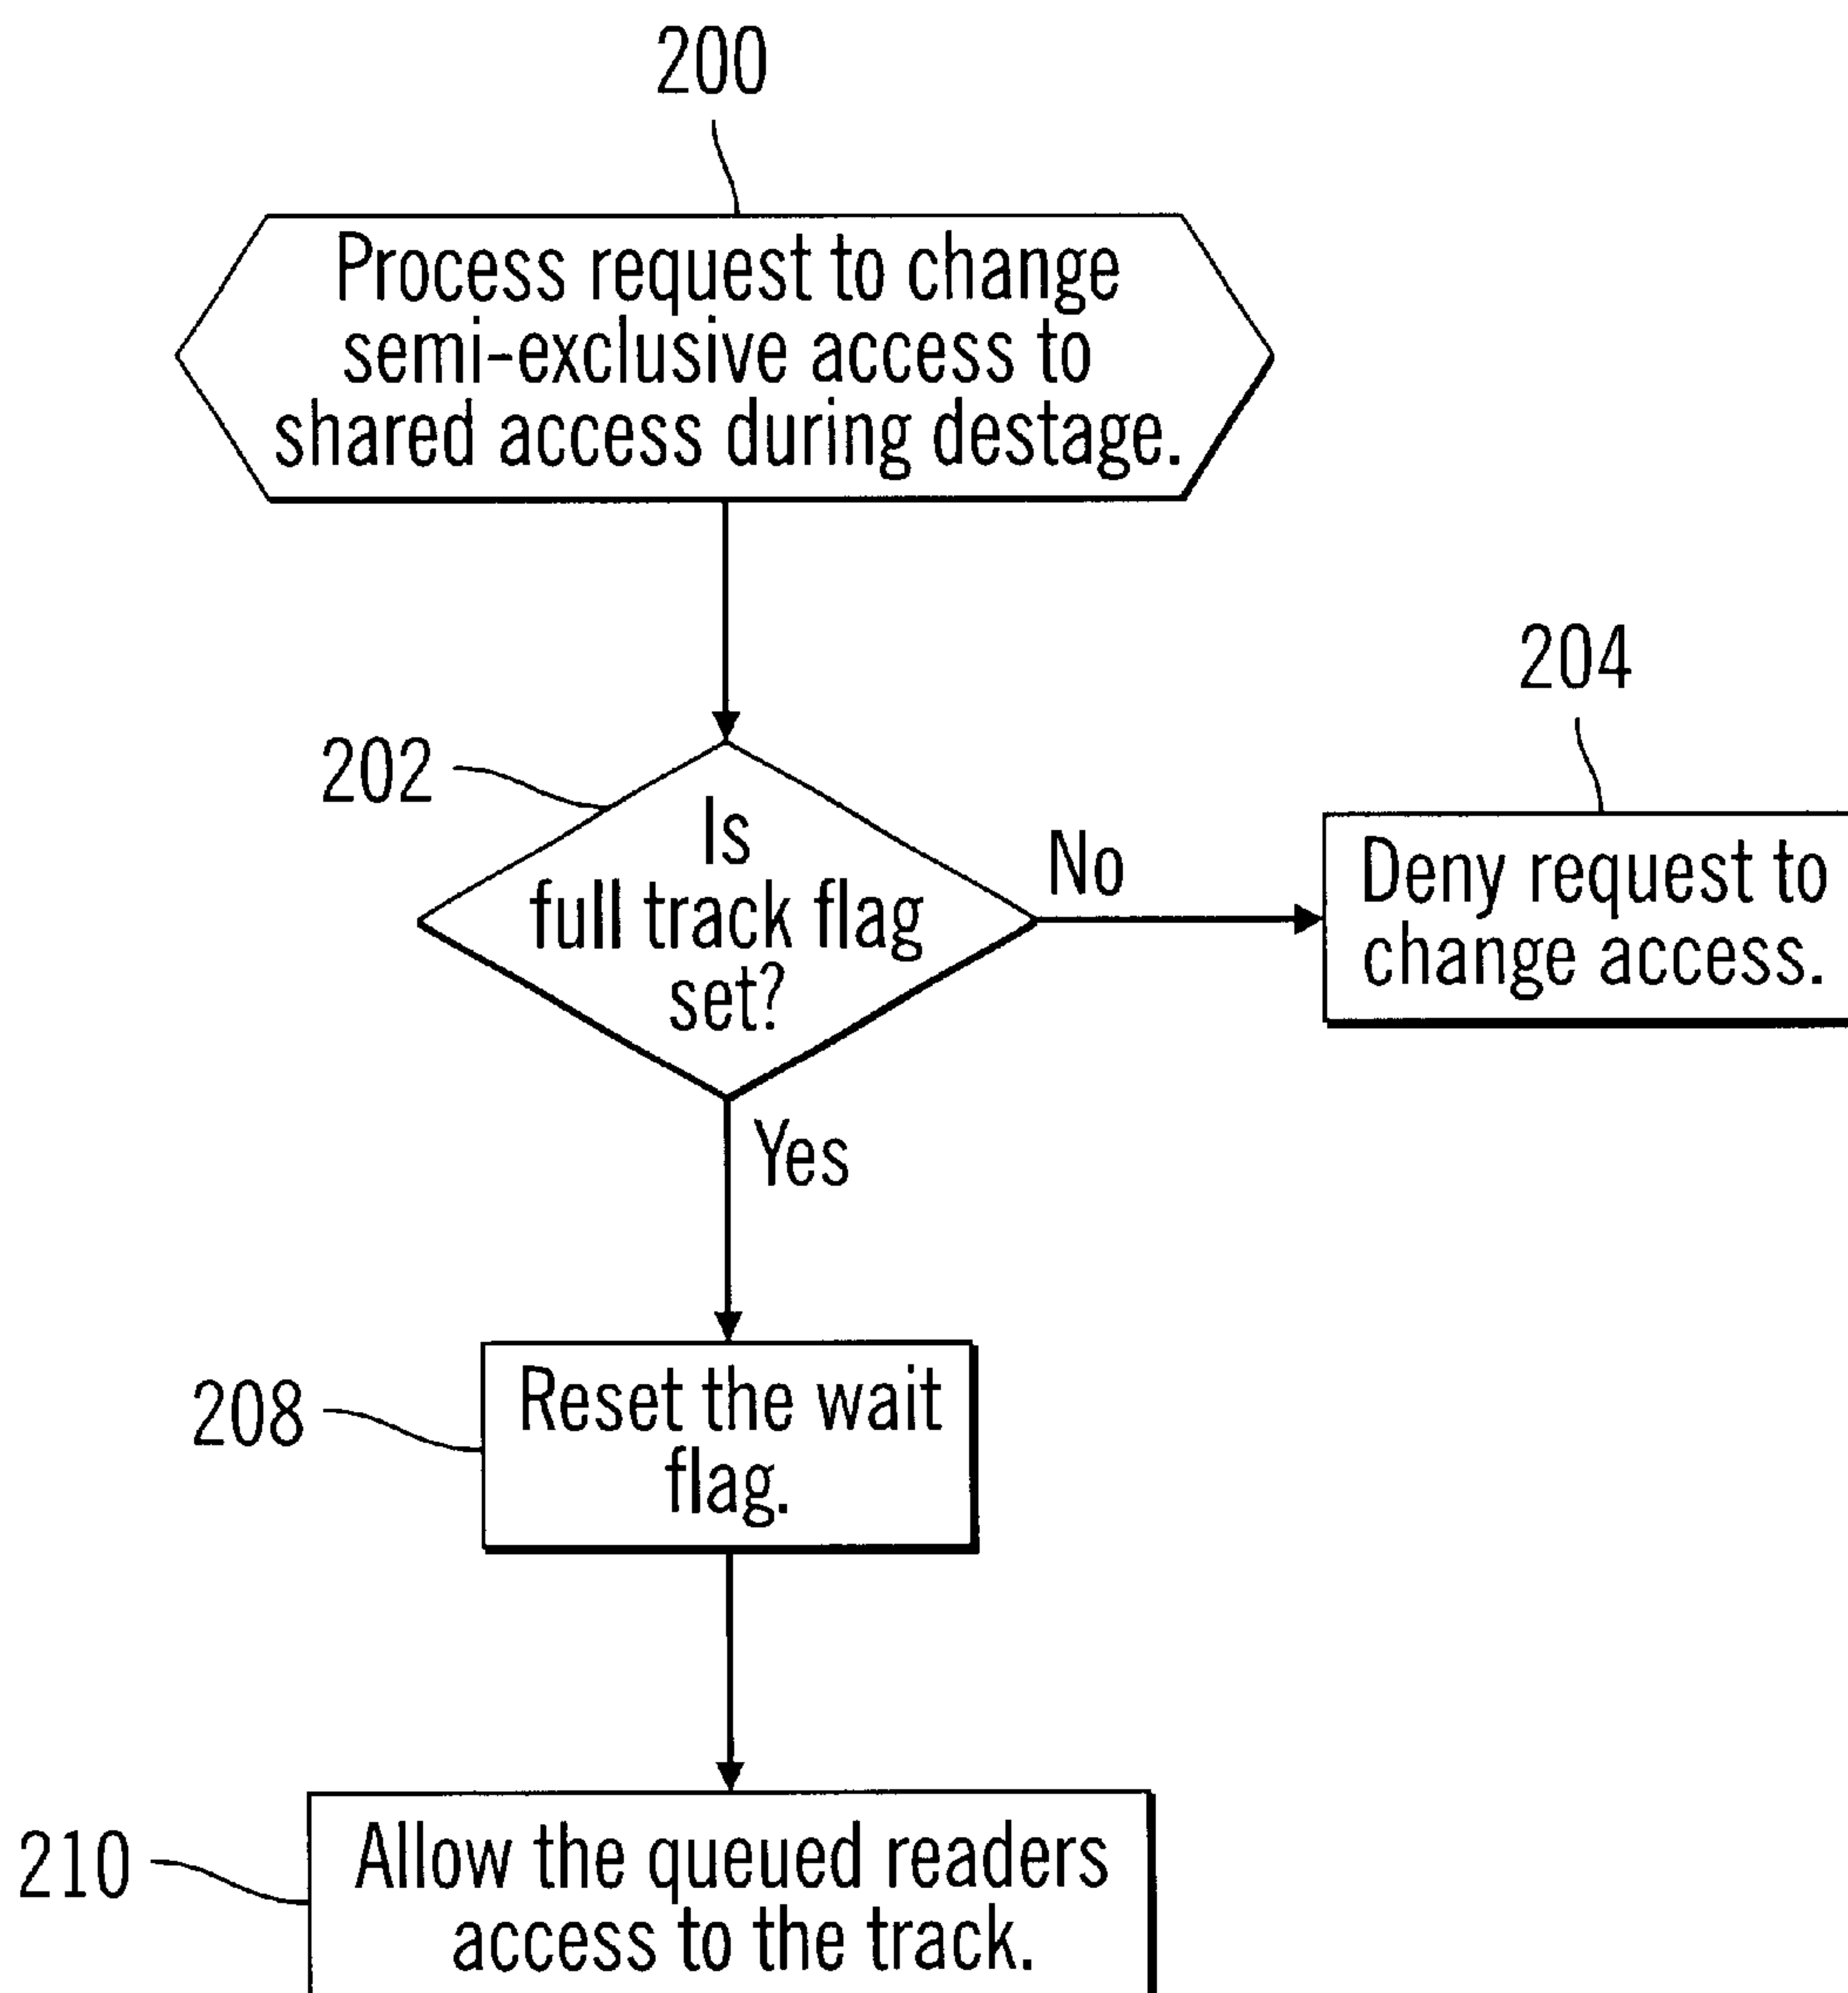 200
Process request to change
semi-exclusive access to
shared access during destage.
202
Is
full track flag
set?
No
204
Deny request to
change access.
Yes
208
Reset the wait
flag.
210
Allow the queued readers
access to the track.